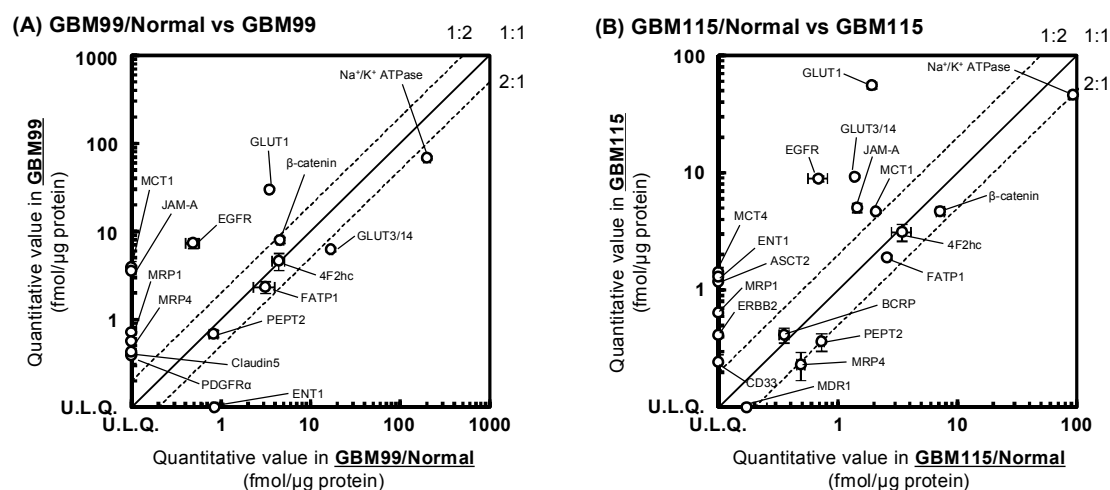 (A) GBM99/Normal vs GBM99
1:2
1:1
2:1
Quantitative value in GBM99
(fmol/μg protein)
1000
100
10
1
U.L.Q.
Na⁺/K⁺ ATPase
GLUT1
β-catenin
MCT1
JAM-A
EGFR
GLUT3/14
4F2hc
MRP1
FATP1
MRP4
PEPT2
Claudin5
PDGFRα
ENT1
U.L.Q.
1
10
100
1000
Quantitative value in GBM99/Normal
(fmol/μg protein)
(B) GBM115/Normal vs GBM115
1:2
1:1
2:1
Quantitative value in GBM115
(fmol/μg protein)
100
10
1
U.L.Q.
Na⁺/K⁺ ATPase
GLUT1
GLUT3/14
EGFR
JAM-A
MCT1
β-catenin
MCT4
ENT1
4F2hc
ASCT2
FATP1
MRP1
BCRP
ERBB2
PEPT2
MRP4
CD33
MDR1
U.L.Q.
1
10
100
Quantitative value in GBM115/Normal
(fmol/μg protein)